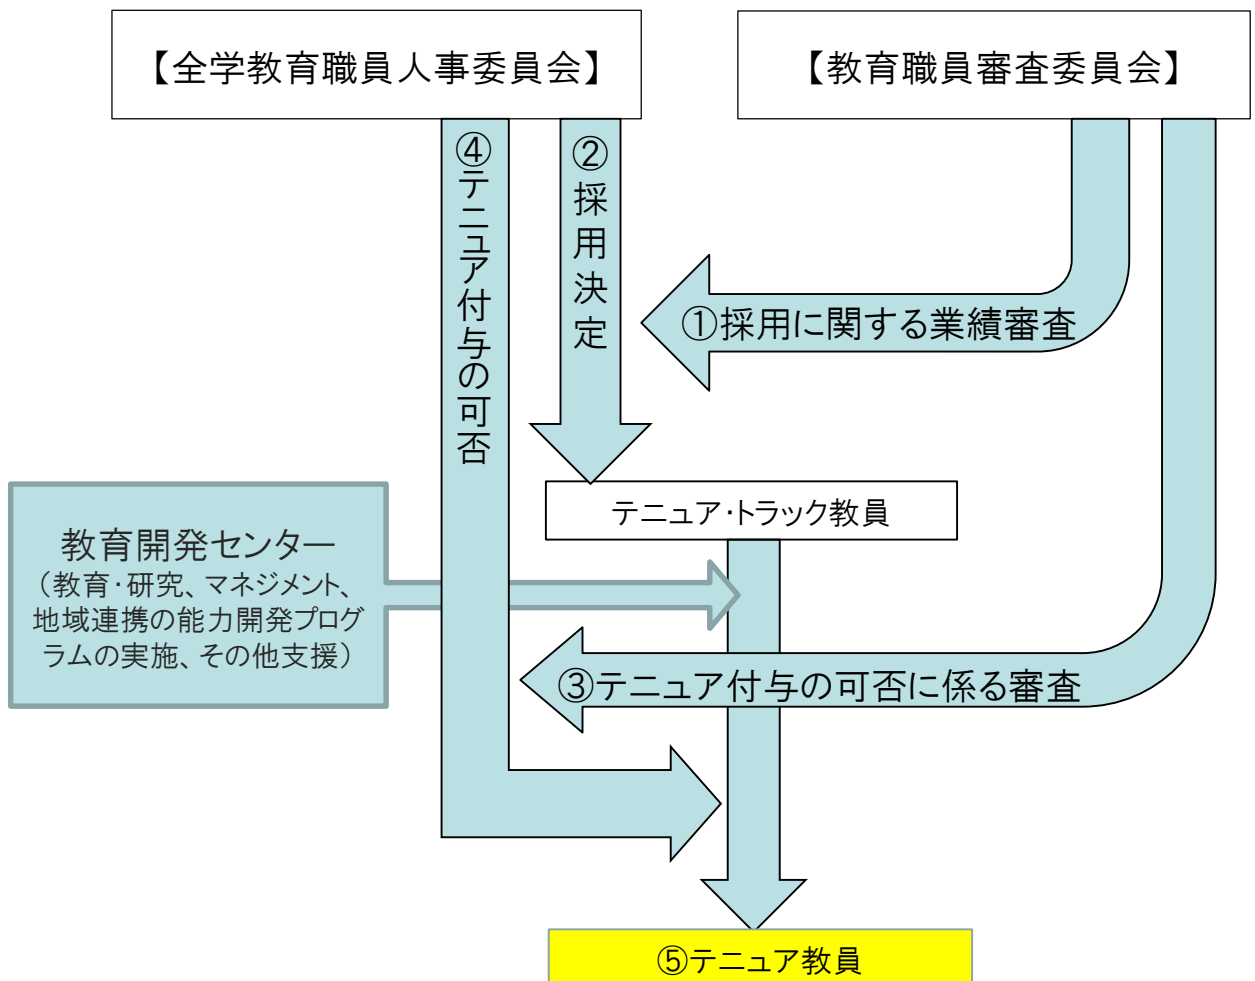 【全学教育職員人事委員会】
【教育職員審査委員会】
④テニュア付与の可否
②採用決定
①採用に関する業績審査
テニュア・トラック教員
教育開発センター
（教育・研究、マネジメント、
地域連携の能力開発プログ
ラムの実施、その他支援）
③テニュア付与の可否に係る審査
⑤テニュア教員